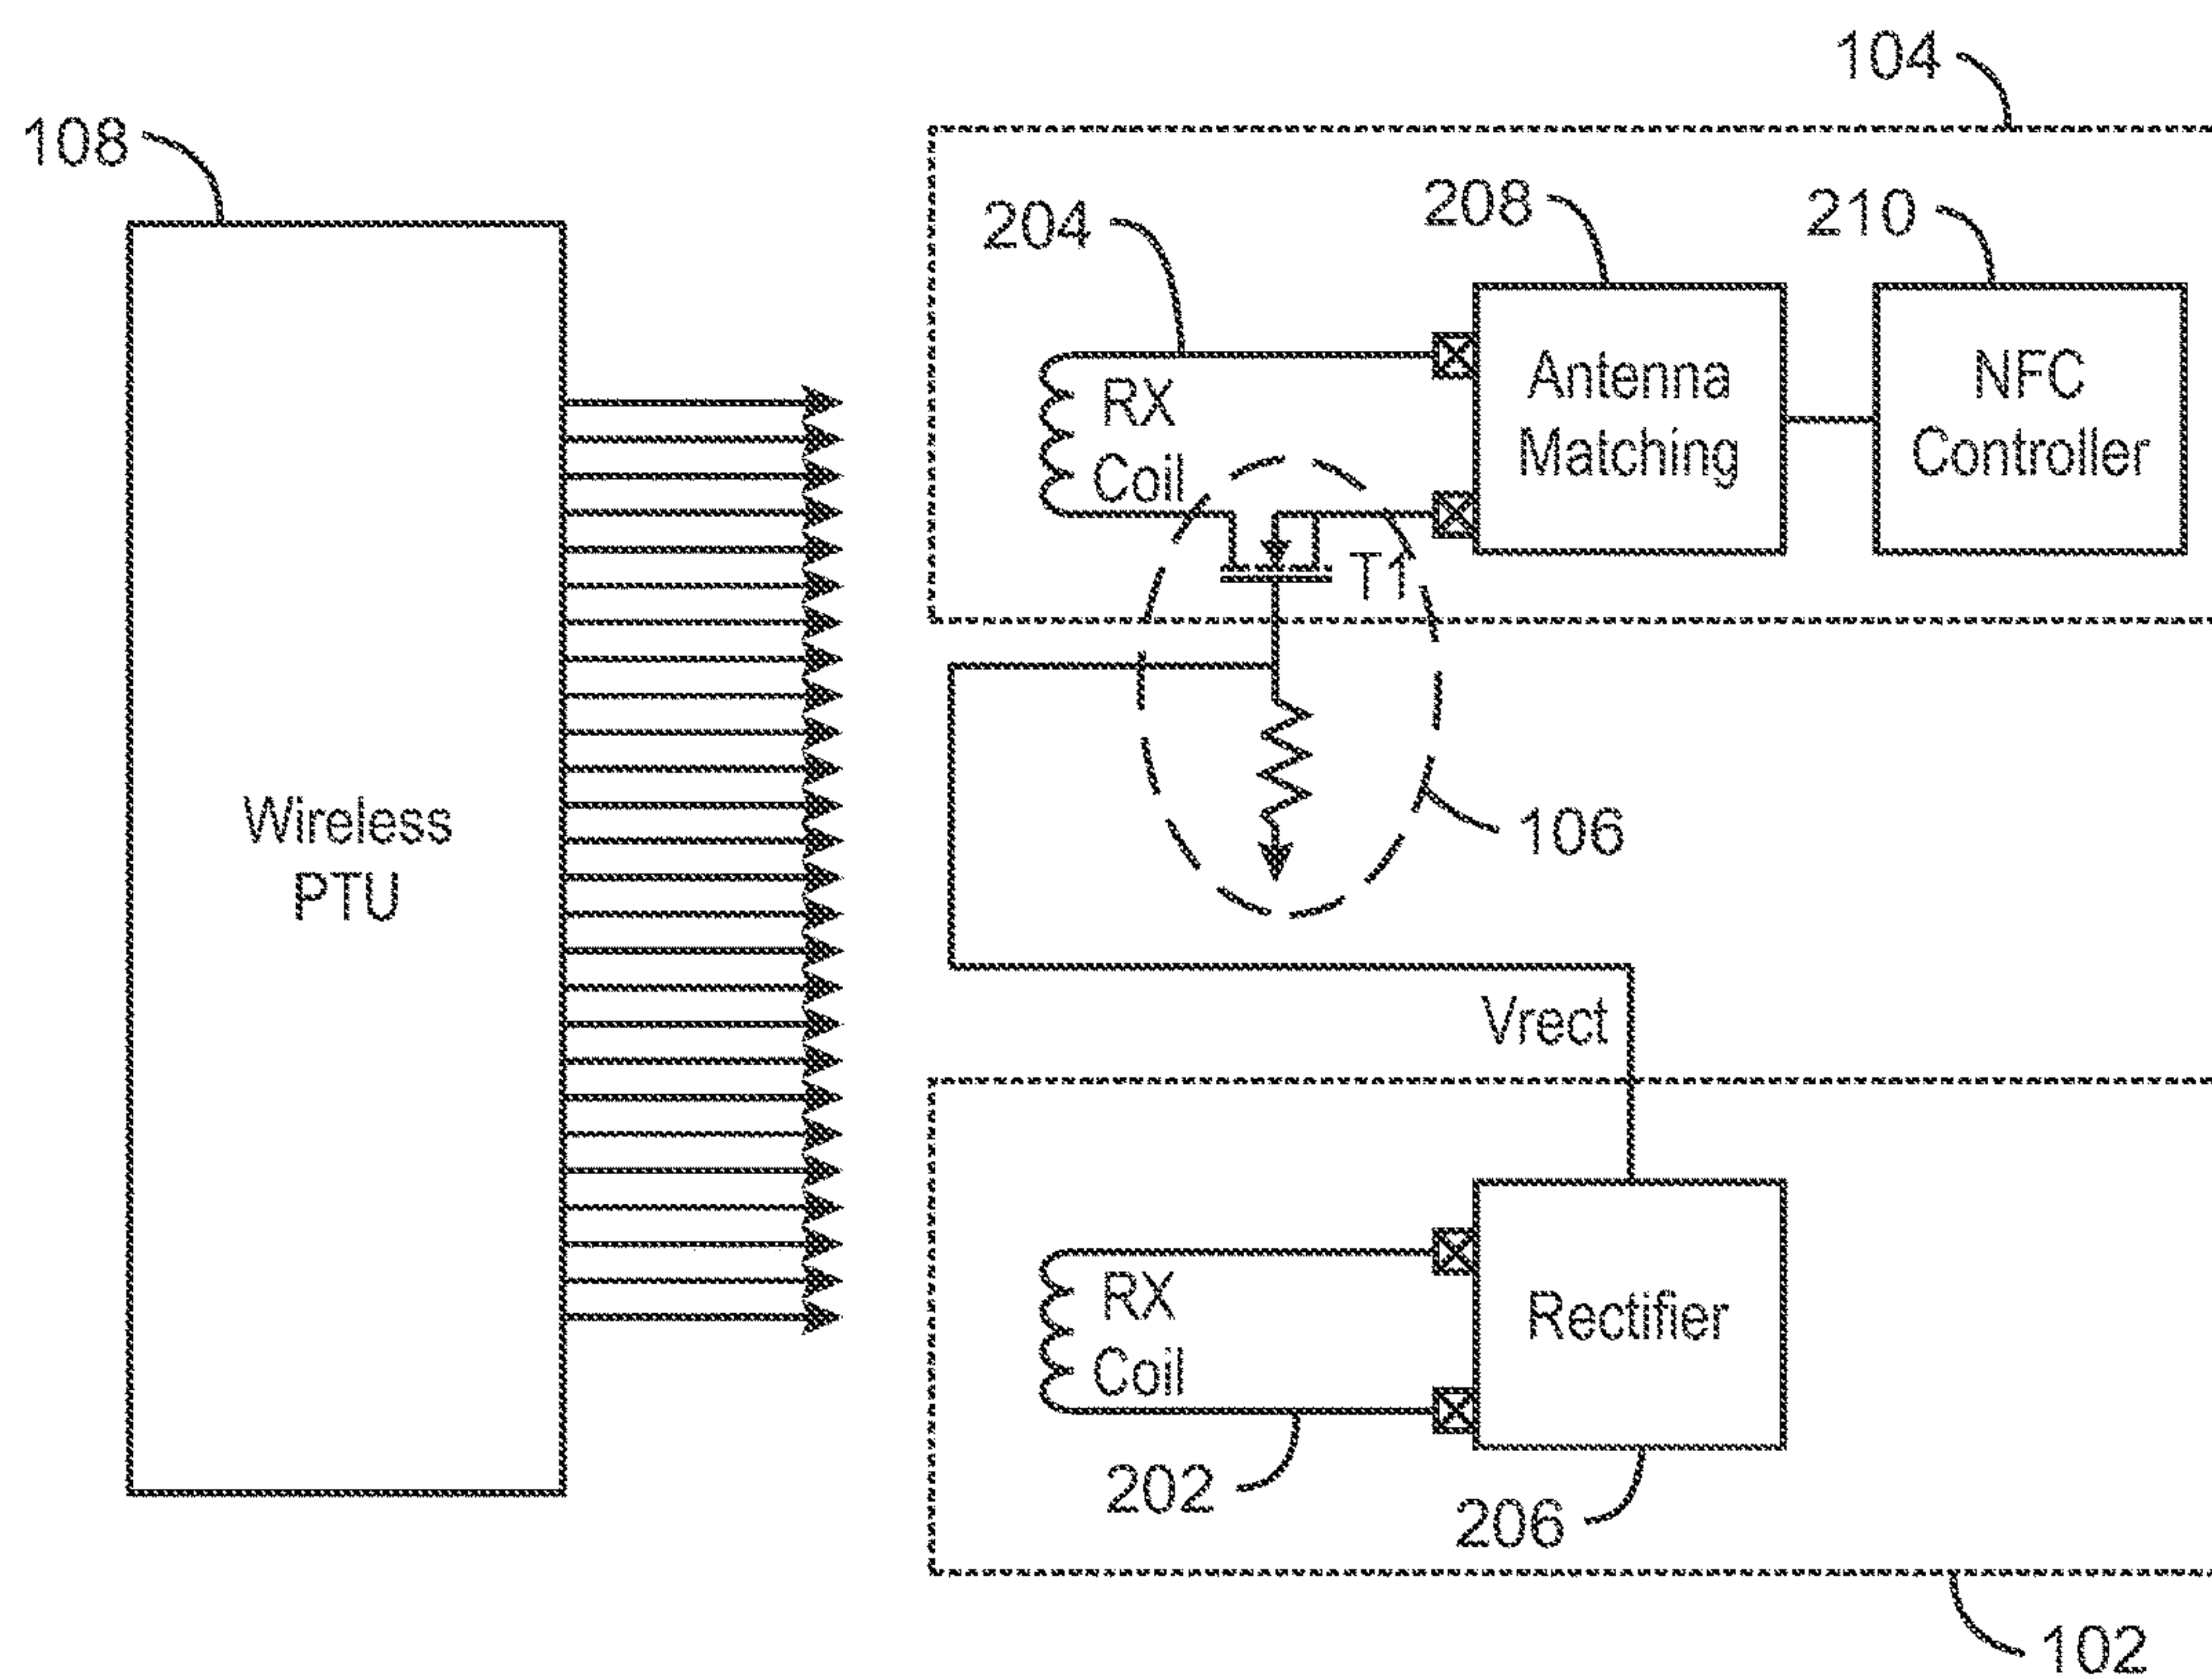 104
108
208
210
204
RX
Coil
Antenna
Matching
NFC
Controller
T1
Wireless
PTU
106
Vrect
RX
Coil
Rectifier
202
206
102